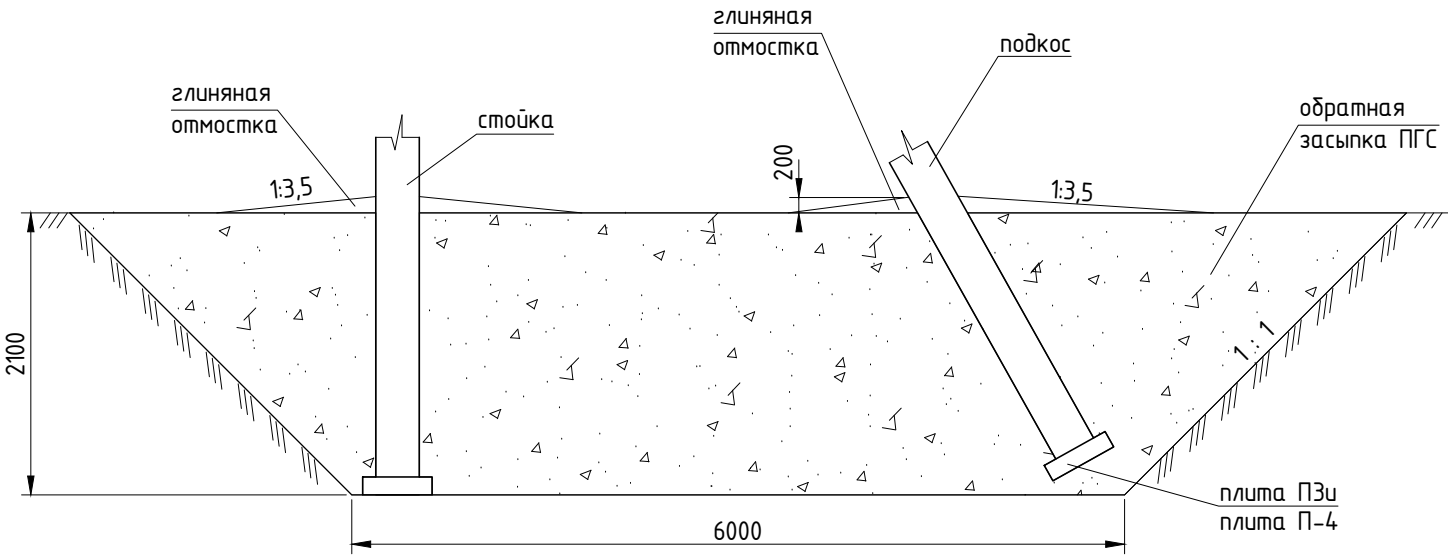 глиняная
отмостка
подкос
глиняная
отмостка
стойка
обратная
засыпка ПГС
200
1:3,5
1:3,5
2100
1 : 1
плита П3и
плита П-4
6000